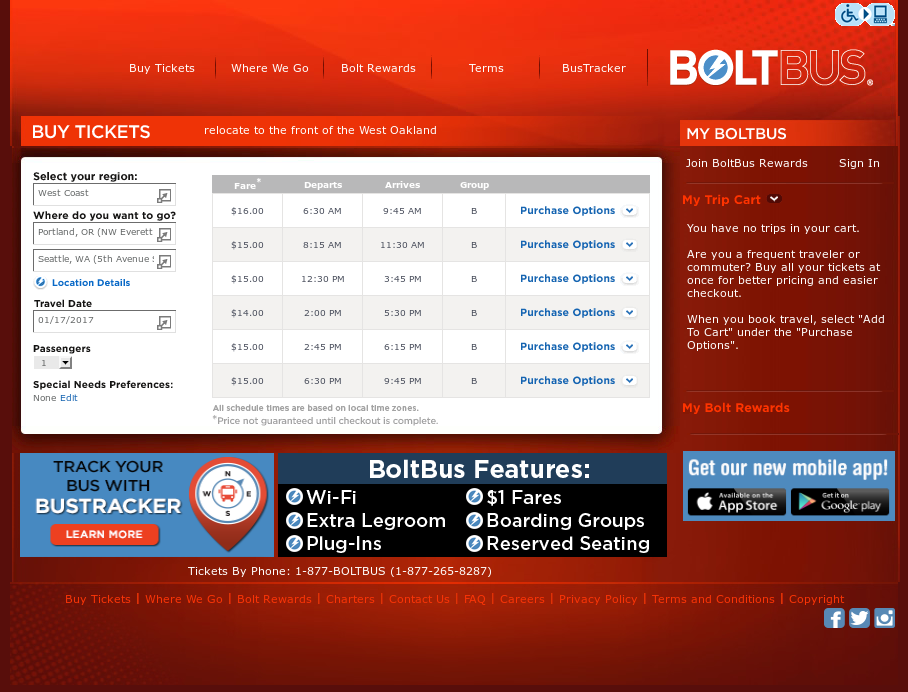 Buy Tickets
Where We Go
Bolt Rewards
Terms
BusTracker
BOLTBUS®
BUY TICKETS
relocate to the front of the West Oakland
MY BOLTBUS
Join BoltBus Rewards
Sign In
Select your region:
West Coast
Where do you want to go?
Portland, OR (NW Everett
Seattle, WA (5th Avenue S
Location Details
Travel Date
01/17/2017
Passengers
1
Special Needs Preferences:
None Edit
Fare* Departs Arrives Group
$16.00 6:30 AM 9:45 AM B Purchase Options
$15.00 8:15 AM 11:30 AM B Purchase Options
$15.00 12:30 PM 3:45 PM B Purchase Options
$14.00 2:00 PM 5:30 PM B Purchase Options
$15.00 2:45 PM 6:15 PM B Purchase Options
$15.00 6:30 PM 9:45 PM B Purchase Options
All schedule times are based on local time zones.
*Price not guaranteed until checkout is complete.
My Trip Cart
You have no trips in your cart.
Are you a frequent traveler or
commuter? Buy all your tickets at
once for better pricing and easier
checkout.
When you book travel, select "Add
To Cart" under the "Purchase
Options".
My Bolt Rewards
TRACK YOUR
BUS WITH
BUSTRACKER
LEARN MORE
N
W E
S
BoltBus Features:
Wi-Fi
$1 Fares
Extra Legroom
Boarding Groups
Plug-Ins
Reserved Seating
Get our new mobile app!
Available on the
App Store
Get it on
Google play
Tickets By Phone: 1-877-BOLTBUS (1-877-265-8287)
Buy Tickets | Where We Go | Bolt Rewards | Charters | Contact Us | FAQ | Careers | Privacy Policy | Terms and Conditions | Copyright